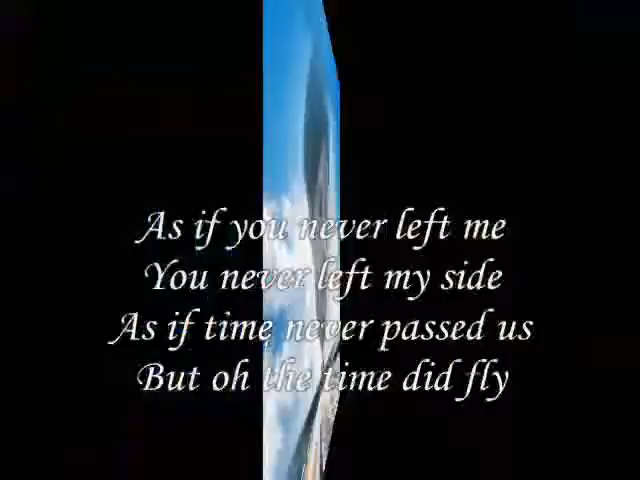 As if you never left me
You never left my side
As if time never passed us
But oh the time did fly